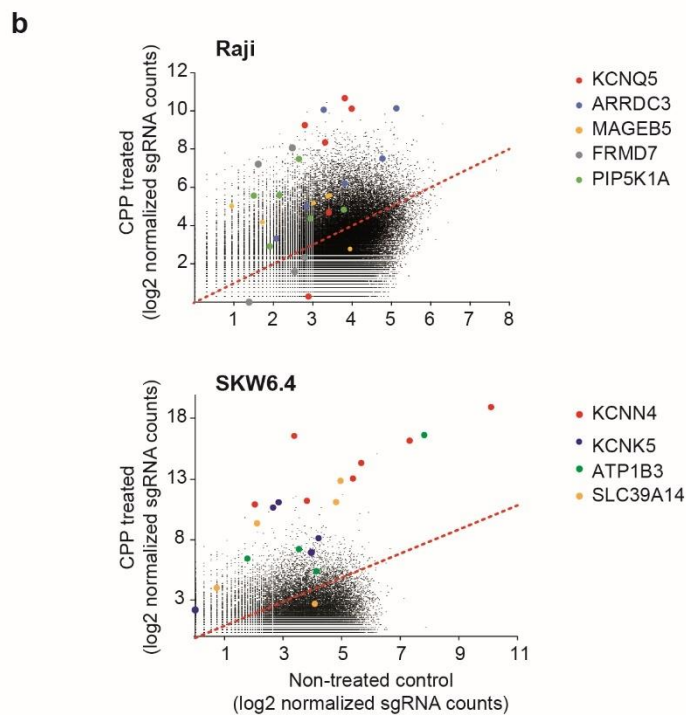 b
Raji
12
10
8
6
4
2
CPP treated
(log2 normalized sgRNA counts)
1 2 3 4 5 6 7 8
KCNQ5
ARRDC3
MAGEB5
FRMD7
PIP5K1A
SKW6.4
18
13
8
3
CPP treated
(log2 normalized sgRNA counts)
1 3 5 7 9 11
Non-treated control
(log2 normalized sgRNA counts)
KCNN4
KCNK5
ATP1B3
SLC39A14